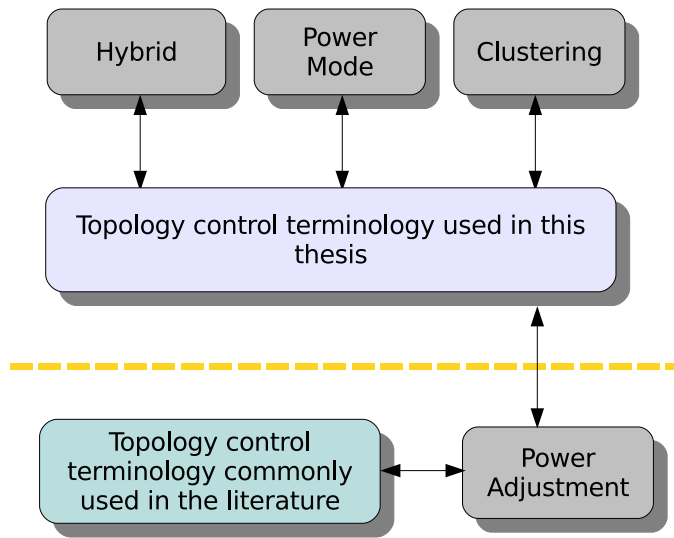 Hybrid
Power
Mode
Clustering
Topology control terminology used in this
thesis
Topology control
terminology commonly
used in the literature
Power
Adjustment